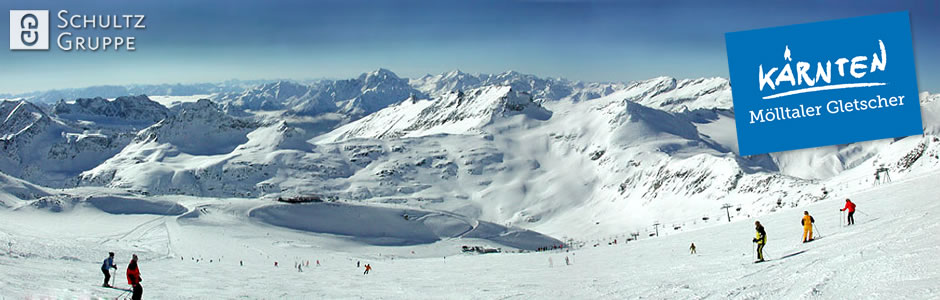 SCHULTZ
GRUPPE
KÄRNTEN
Mölltaler Gletscher